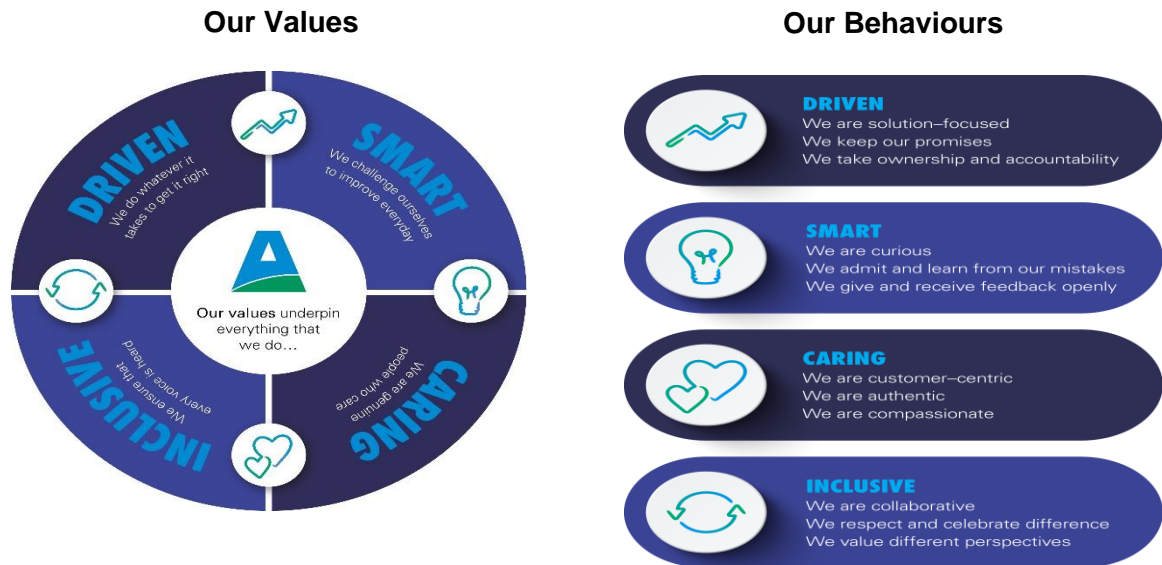 Our Values
DRIVEN
We do whatever it
takes to get it right
SMART
We challenge ourselves
to improve everyday
Our values underpin
everything that
we do...
INCLUSIVE
We ensure that
every voice is heard
CARING
We are genuine
people who care
Our Behaviours
DRIVEN
We are solution–focused
We keep our promises
We take ownership and accountability
SMART
We are curious
We admit and learn from our mistakes
We give and receive feedback openly
CARING
We are customer–centric
We are authentic
We are compassionate
INCLUSIVE
We are collaborative
We respect and celebrate difference
We value different perspectives